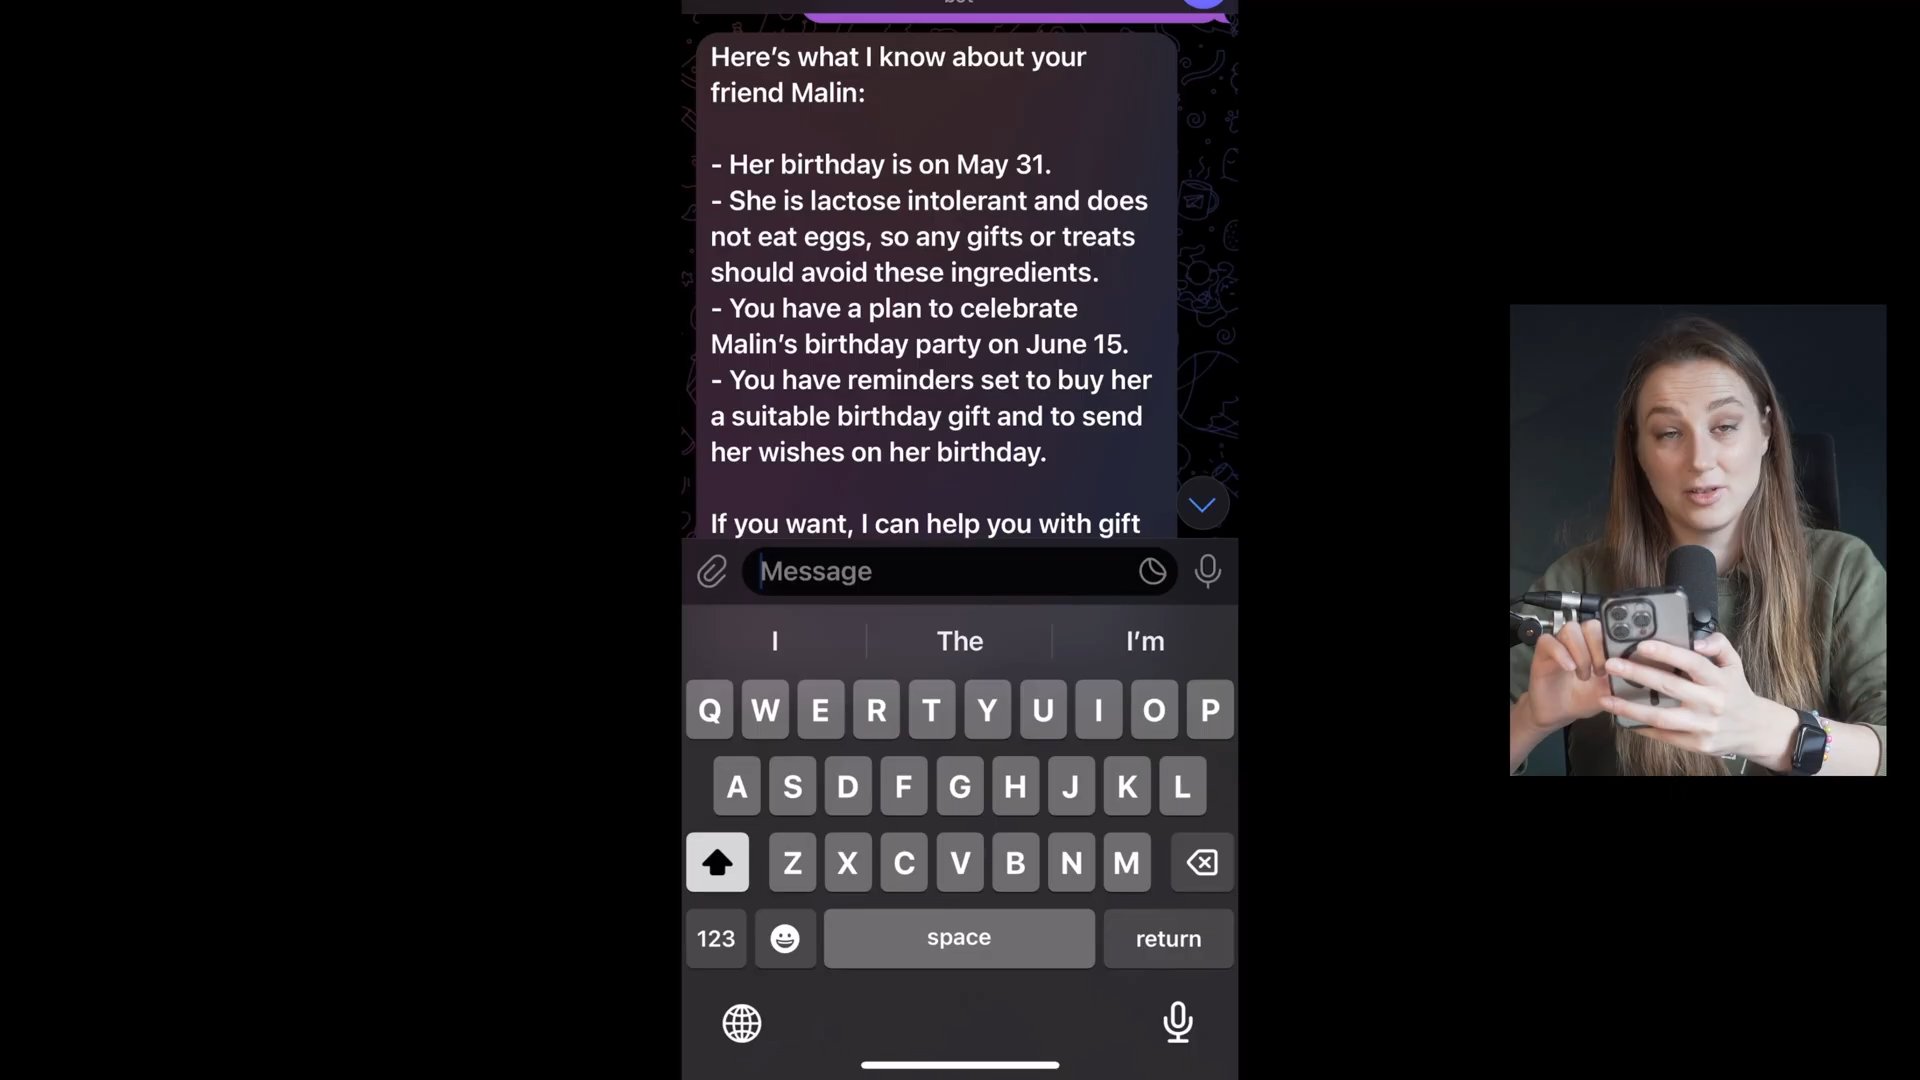 Here's what I know about your
friend Malin:
- Her birthday is on May 31.
- She is lactose intolerant and does
not eat eggs, so any gifts or treats
should avoid these ingredients.
- You have a plan to celebrate
Malin's birthday party on June 15.
- You have reminders set to buy her
a suitable birthday gift and to send
her wishes on her birthday.
If you want, I can help you with gift
Message
I The I'm
Q W E R T Y U I O P
A S D F G H J K L
Z X C V B N M
123 space return